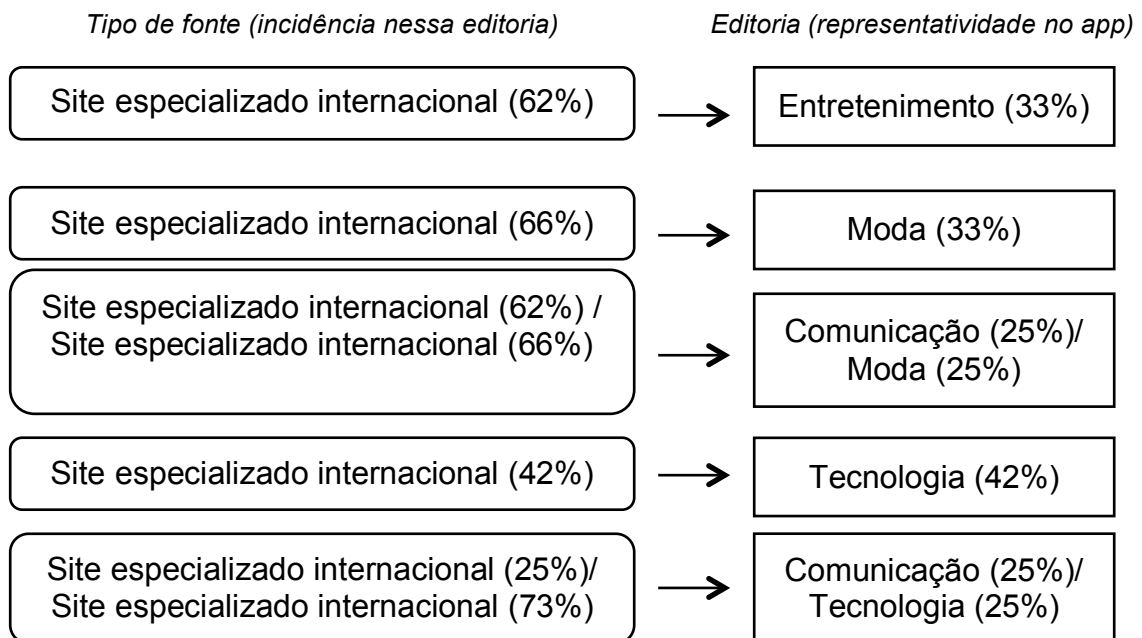 Tipo de fonte (incidência nessa editoria)
Editoria (representatividade no app)
Site especializado internacional (62%)
Entretenimento (33%)
Site especializado internacional (66%)
Moda (33%)
Site especializado internacional (62%) /
Site especializado internacional (66%)
Comunicação (25%)/
Moda (25%)
Site especializado internacional (42%)
Tecnologia (42%)
Site especializado internacional (25%)/
Site especializado internacional (73%)
Comunicação (25%)/
Tecnologia (25%)